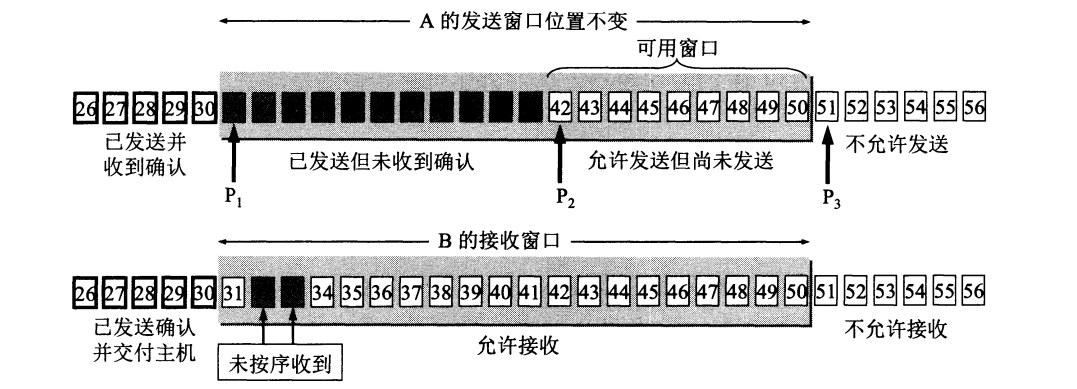 A 的发送窗口位置不变
可用窗口
26 27 28 29 30 42 43 44 45 46 47 48 49 50 51 52 53 54 55 56
已发送并
收到确认
已发送但未收到确认
允许发送但尚未发送
不允许发送
P1
P2
P3
B 的接收窗口
26 27 28 29 30 31 34 35 36 37 38 39 40 41 42 43 44 45 46 47 48 49 50 51 52 53 54 55 56
已发送确认
并交付主机
未按序收到
允许接收
不允许接收